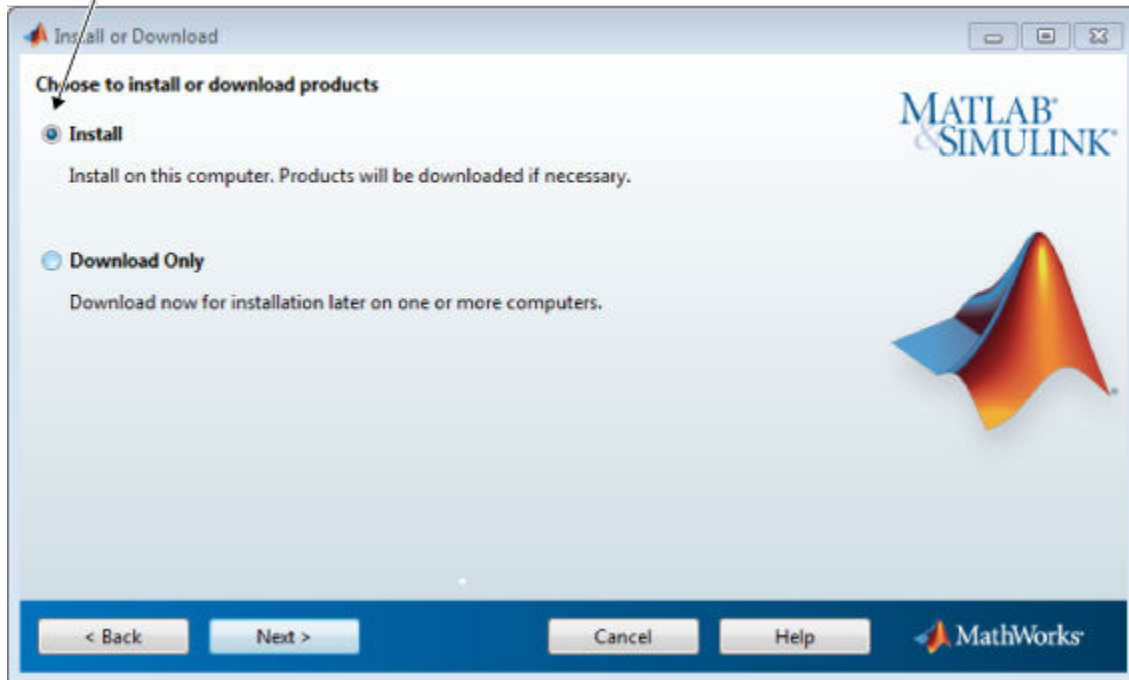 Install or Download
Choose to install or download products
Install
Install on this computer. Products will be downloaded if necessary.
Download Only
Download now for installation later on one or more computers.
MATLAB®
&SIMULINK®
< Back
Next >
Cancel
Help
MathWorks®